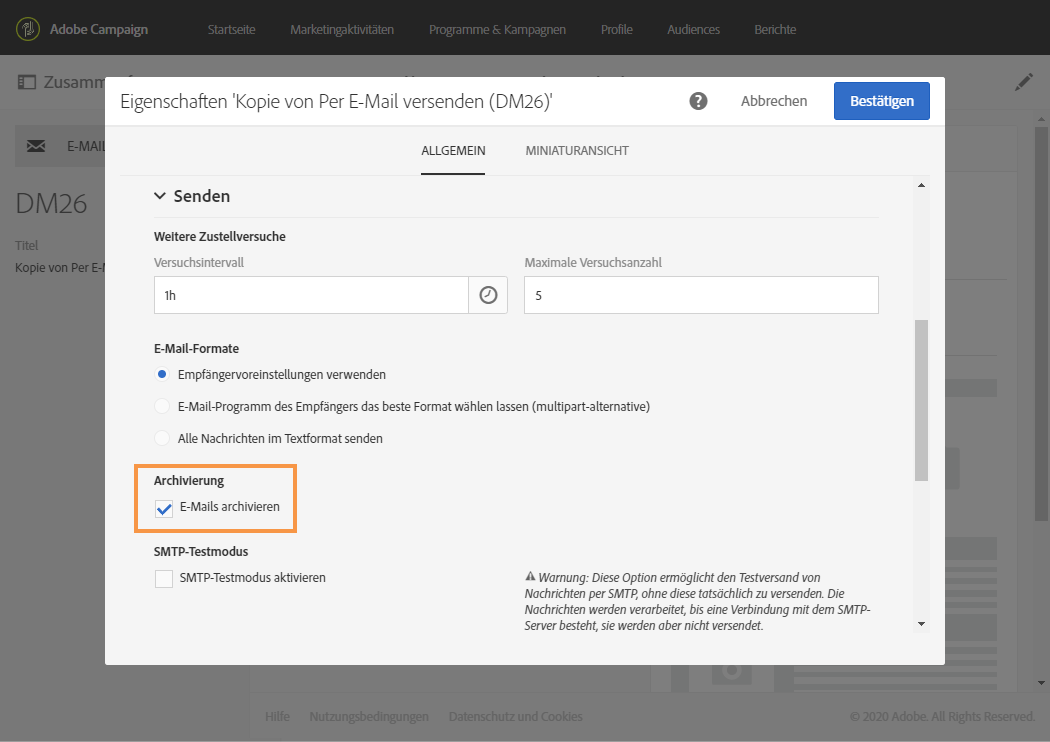 Adobe Campaign
Startseite
Marketingaktivitäten
Programme & Kampagnen
Profile
Audiences
Berichte
Eigenschaften 'Kopie von Per E-Mail versenden (DM26)'
Abbrechen
Bestätigen
E-MAIL
DM26
Titel
Kopie von Per E-M
ALLGEMEIN
MINIATURANSICHT
Senden
Weitere Zustellversuche
Versuchsintervall
Maximale Versuchsanzahl
1h
5
E-Mail-Formate
Empfängervoreinstellungen verwenden
E-Mail-Programm des Empfängers das beste Format wählen lassen (multipart-alternative)
Alle Nachrichten im Textformat senden
Archivierung
E-Mails archivieren
SMTP-Testmodus
SMTP-Testmodus aktivieren
Warnung: Diese Option ermöglicht den Testversand von
Nachrichten per SMTP, ohne diese tatsächlich zu versenden. Die
Nachrichten werden verarbeitet, bis eine Verbindung mit dem SMTP-
Server besteht, sie werden aber nicht versendet.
Hilfe
Nutzungsbedingungen
Datenschutz und Cookies
© 2020 Adobe. All Rights Reserved.